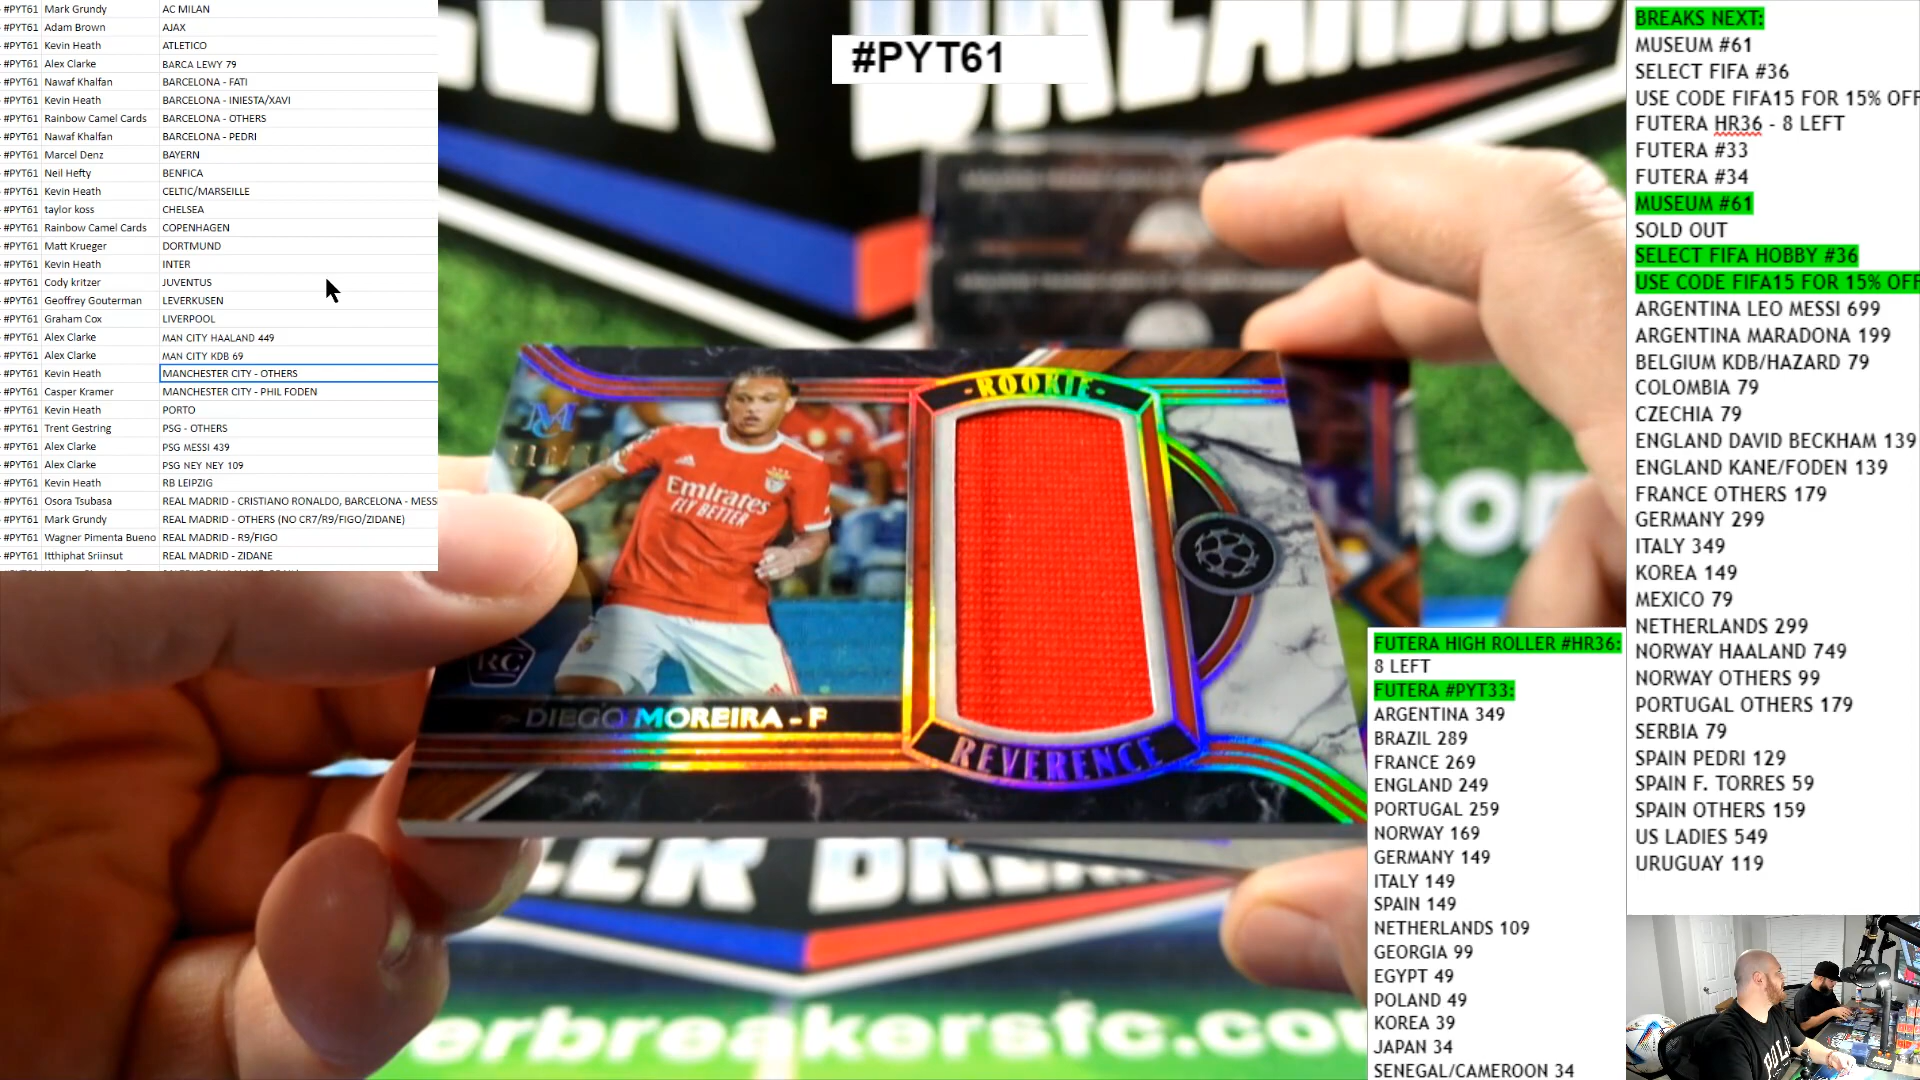 #PYT61 Mark Grundy AC MILAN
#PYT61 Adam Brown AJAX
#PYT61 Kevin Heath ATLETICO
#PYT61 Alex Clarke BARCA LEWY 79
#PYT61 Nawaf Khalfan BARCELONA - FATI
#PYT61 Kevin Heath BARCELONA - INIESTA/XAVI
#PYT61 Rainbow Camel Cards BARCELONA - OTHERS
#PYT61 Nawaf Khalfan BARCELONA - PEDRI
#PYT61 Marcel Denz BAYERN
#PYT61 Neil Hefty BENFICA
#PYT61 Kevin Heath CELTIC/MARSEILLE
#PYT61 taylor koss CHELSEA
#PYT61 Rainbow Camel Cards COPENHAGEN
#PYT61 Matt Krueger DORTMUND
#PYT61 Kevin Heath INTER
#PYT61 Cody kritzer JUVENTUS
#PYT61 Geoffrey Gouterman LEVERKUSEN
#PYT61 Graham Cox LIVERPOOL
#PYT61 Alex Clarke MAN CITY HAALAND 449
#PYT61 Alex Clarke MAN CITY KDB 69
#PYT61 Kevin Heath MANCHESTER CITY - OTHERS
#PYT61 Casper Kramer MANCHESTER CITY - PHIL FODEN
#PYT61 Kevin Heath PORTO
#PYT61 Trent Gestring PSG - OTHERS
#PYT61 Alex Clarke PSG MESSI 439
#PYT61 Alex Clarke PSG NEY NEY 109
#PYT61 Kevin Heath RB LEIPZIG
#PYT61 Osora Tsubasa REAL MADRID - CRISTIANO RONALDO, BARCELONA - MESS
#PYT61 Mark Grundy REAL MADRID - OTHERS (NO CR7/R9/FIGO/ZIDANE)
#PYT61 Wagner Pimenta Bueno REAL MADRID - R9/FIGO
#PYT61 Itthiphat Sriinsut REAL MADRID - ZIDANE
#PYT61
-ROOKIE-
M
Emirates
FLY BETTER
RC
DIEGO MOREIRA - F
REVERENCE
erbreakersfc.co
BREAKS NEXT:
MUSEUM #61
SELECT FIFA #36
USE CODE FIFA15 FOR 15% OFF
FUTERA HR36 - 8 LEFT
FUTERA #33
FUTERA #34
MUSEUM #61
SOLD OUT
SELECT FIFA HOBBY #36
USE CODE FIFA15 FOR 15% OFF
ARGENTINA LEO MESSI 699
ARGENTINA MARADONA 199
BELGIUM KDB/HAZARD 79
COLOMBIA 79
CZECHIA 79
ENGLAND DAVID BECKHAM 139
ENGLAND KANE/FODEN 139
FRANCE OTHERS 179
GERMANY 299
ITALY 349
KOREA 149
MEXICO 79
NETHERLANDS 299
NORWAY HAALAND 749
NORWAY OTHERS 99
PORTUGAL OTHERS 179
SERBIA 79
SPAIN PEDRI 129
SPAIN F. TORRES 59
SPAIN OTHERS 159
US LADIES 549
URUGUAY 119
FUTERA HIGH ROLLER #HR36:
8 LEFT
FUTERA #PYT33:
ARGENTINA 349
BRAZIL 289
FRANCE 269
ENGLAND 249
PORTUGAL 259
NORWAY 169
GERMANY 149
ITALY 149
SPAIN 149
NETHERLANDS 109
GEORGIA 99
EGYPT 49
POLAND 49
KOREA 39
JAPAN 34
SENEGAL/CAMEROON 34